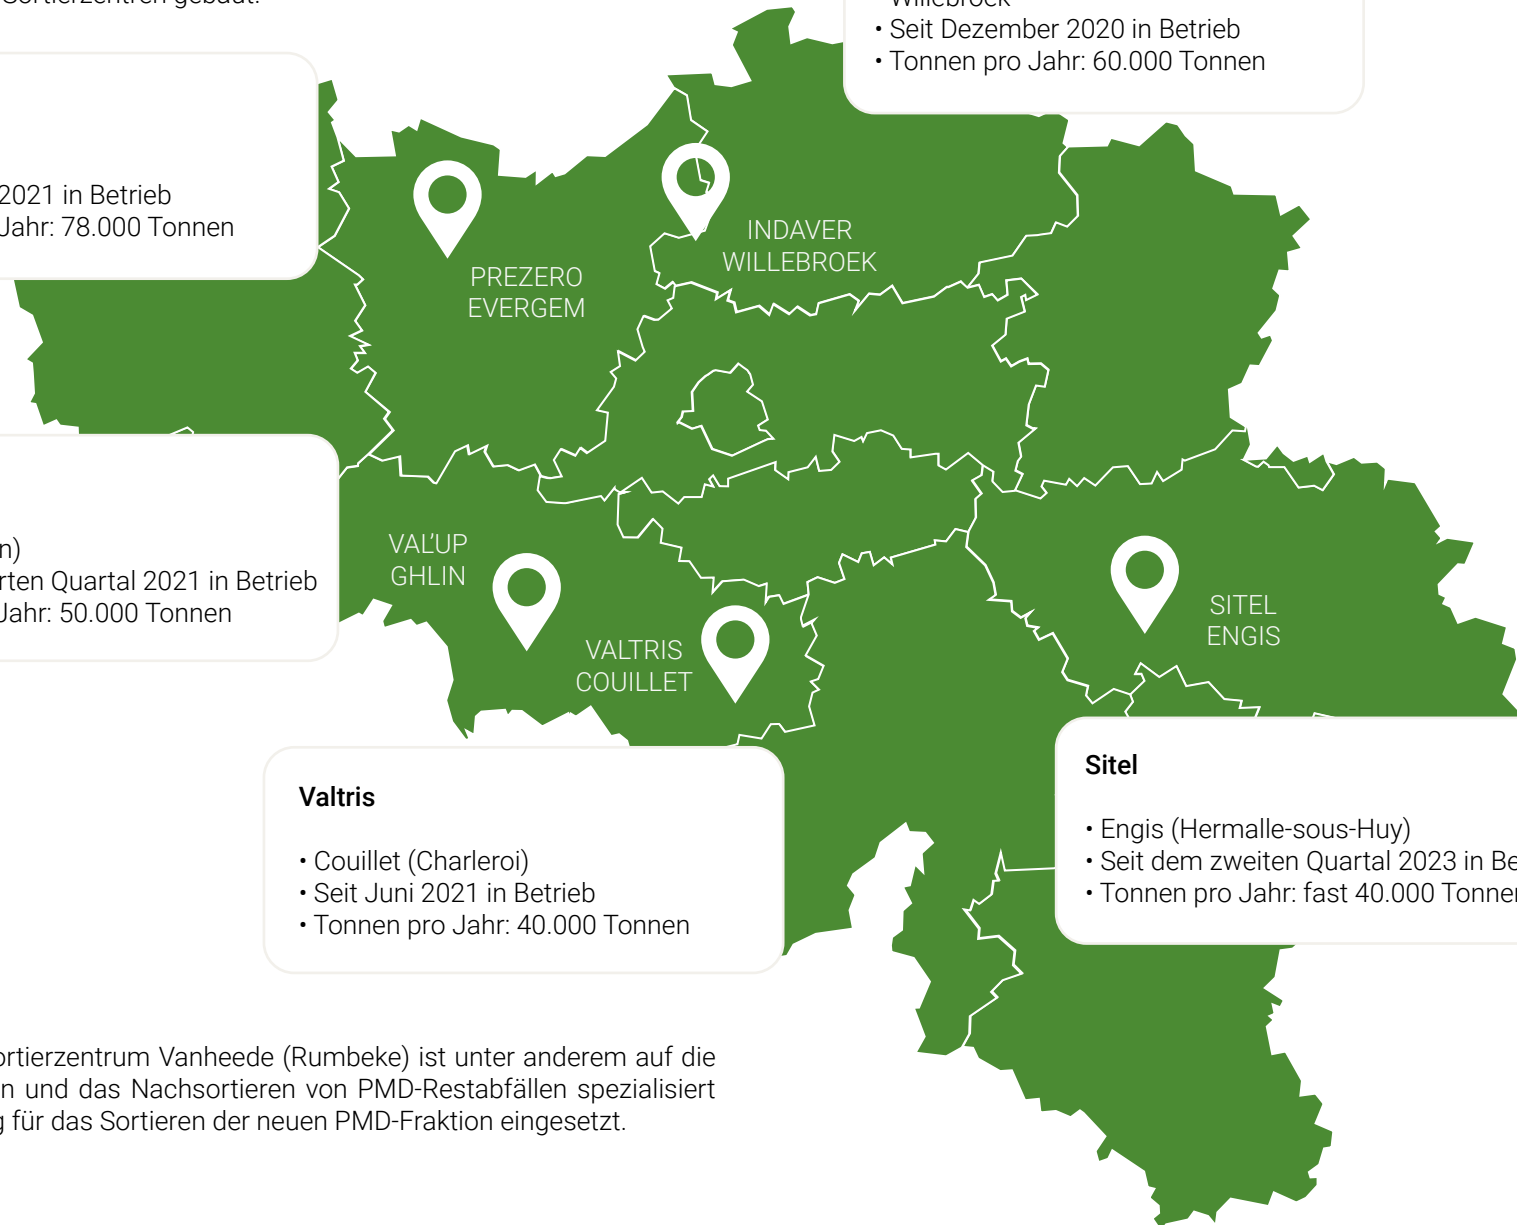 Sortierzentren gebaut.
Willebroek
• Seit Dezember 2020 in Betrieb
• Tonnen pro Jahr: 60.000 Tonnen
2021 in Betrieb
Jahr: 78.000 Tonnen
PREZERO
EVERGEM
INDAVER
WILLEBROEK
Quartal 2021 in Betrieb
Jahr: 50.000 Tonnen
VAL'UP
GHLIN
VALTRIS
COUILLET
SITEL
ENGIS
Valtris
• Couillet (Charleroi)
• Seit Juni 2021 in Betrieb
• Tonnen pro Jahr: 40.000 Tonnen
Sitel
• Engis (Hermalle-sous-Huy)
• Seit dem zweiten Quartal 2023 in
• Tonnen pro Jahr: fast 40.000 Tonnen
Vanheede (Rumbeke) ist unter anderem auf die
und das Nachsortieren von PMD-Restabfällen spezialisiert
für das Sortieren der neuen PMD-Fraktion eingesetzt.